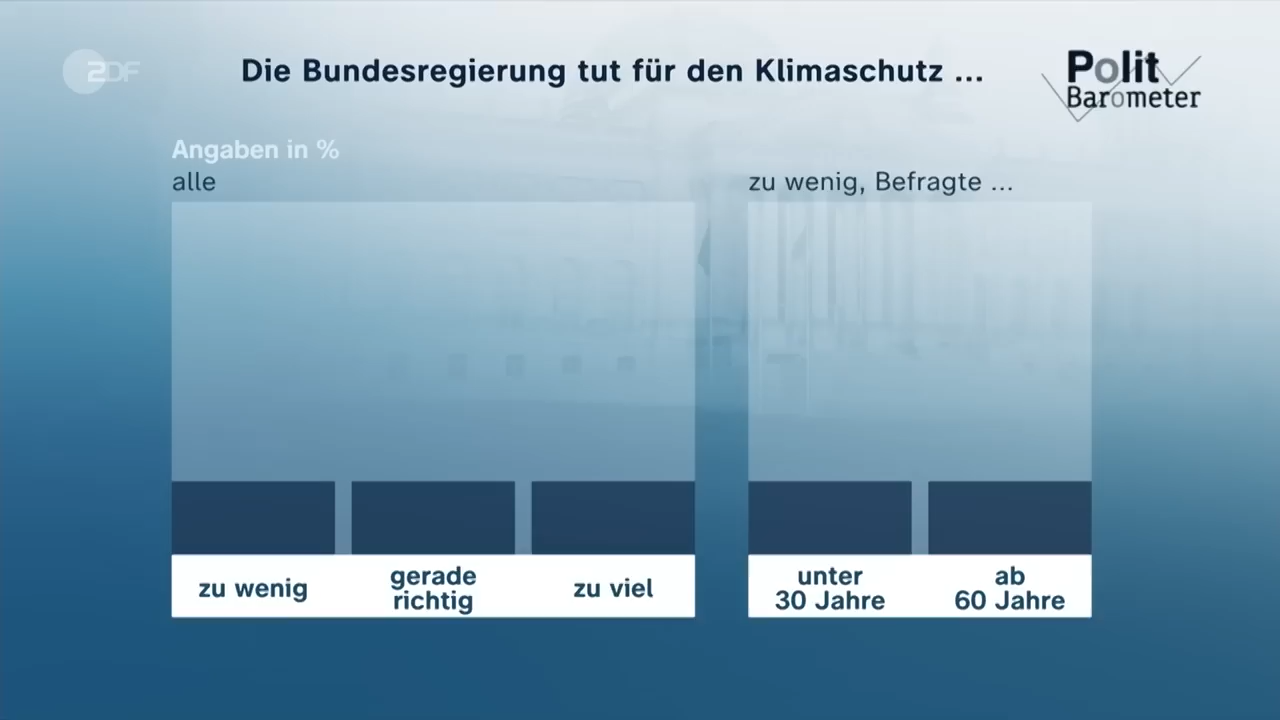 ZDF
Die Bundesregierung tut für den Klimaschutz ...
Polit
Barometer
Angaben in %
alle
zu wenig
gerade
richtig
zu viel
zu wenig, Befragte ...
unter
30 Jahre
ab
60 Jahre